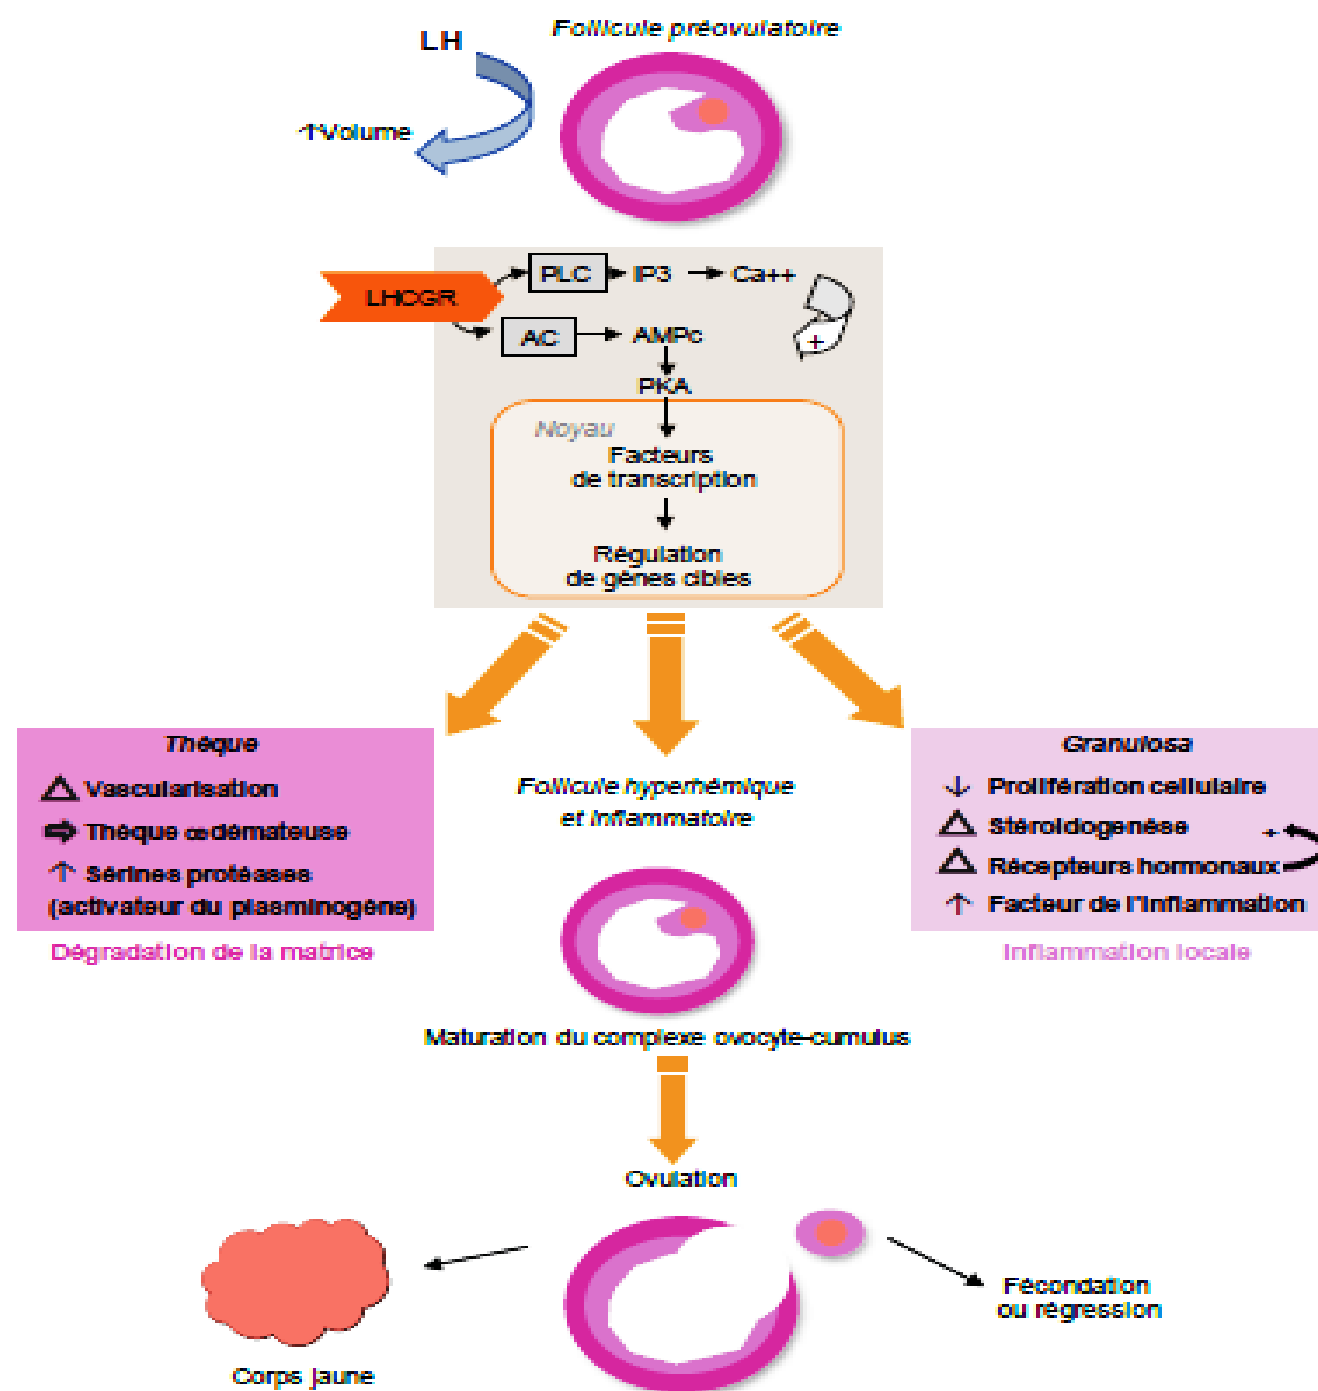 Follicule préovulatoire
LH
↑Volume
LHCGR
PLC
IP3
Ca++
AC
AMPc
+
PKA
Noyau
Facteurs
de transcription
Régulation
de gènes cibles
Thèque
△ Vascularisation
⇨ Thèque œdémateuse
↑ Sérines protéases
(activateur du plasminogène)
Dégradation de la matrice
Follicule hyperhémique
et inflammatoire
Maturation du complexe ovocyte-cumulus
Granulosa
↓ Prolifération cellulaire
△ Stéroïdogenèse +
△ Récepteurs hormonaux
↑ Facteur de l'inflammation
Inflammation locale
Ovulation
Corps jaune
Fécondation
ou régression